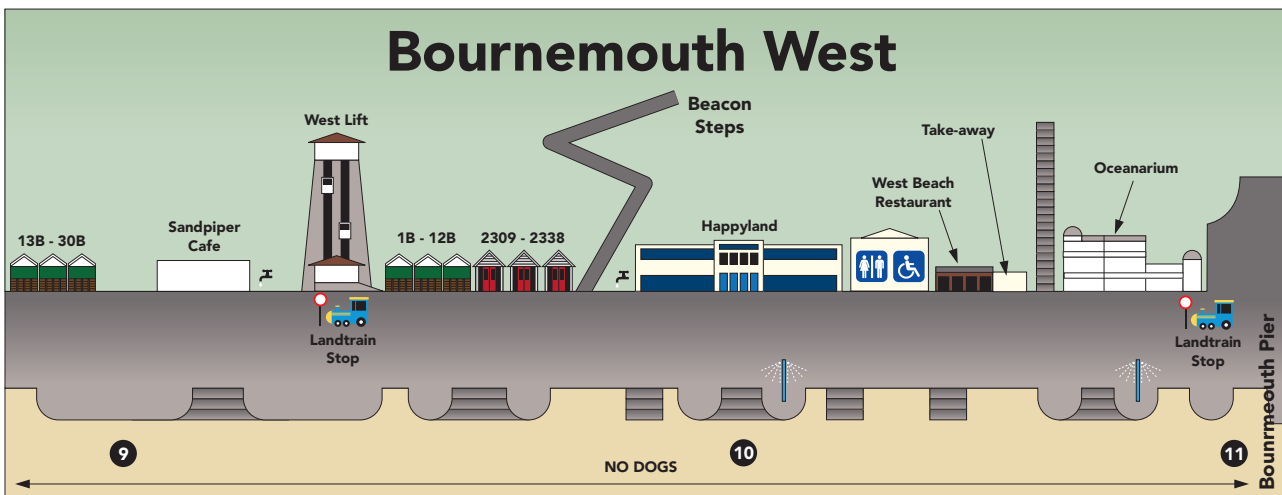 Bournemouth West
Beacon
Steps
West Lift
Take-away
Oceanarium
West Beach
Restaurant
13B - 30B
Sandpiper
Cafe
1B - 12B
2309 - 2338
Happyland
Landtrain
Stop
Landtrain
Stop
Bounrmeouth Pier
9
10
11
NO DOGS